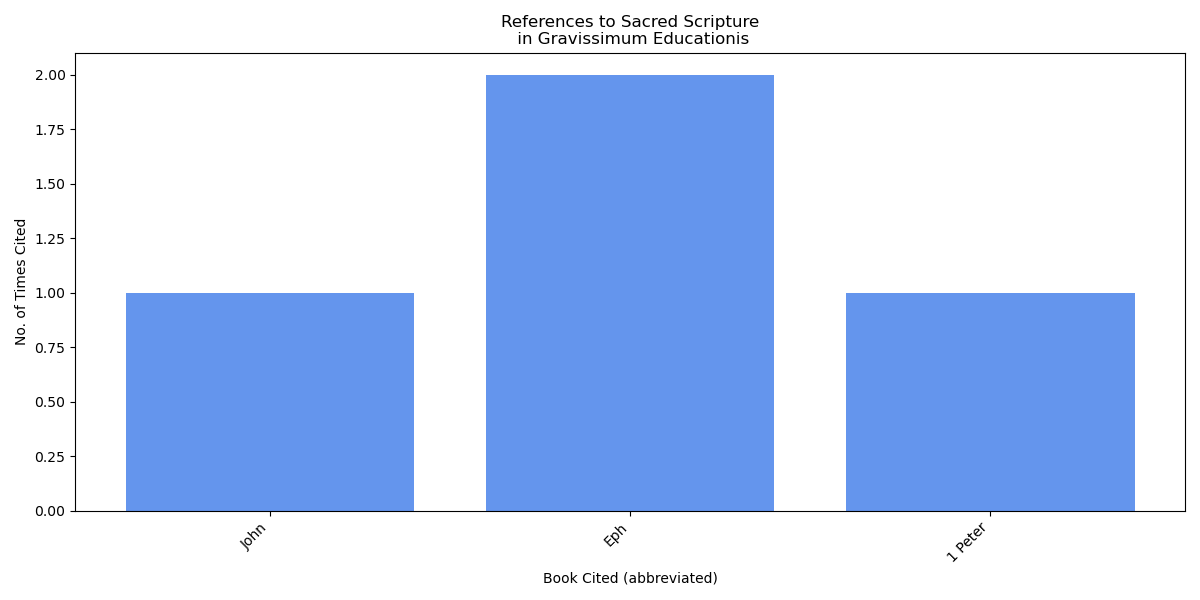 References to Sacred Scripture
in Gravissimum Educationis
No. of Times Cited
2.00
1.75
1.50
1.25
1.00
0.75
0.50
0.25
0.00
John
Eph
1 Peter
Book Cited (abbreviated)